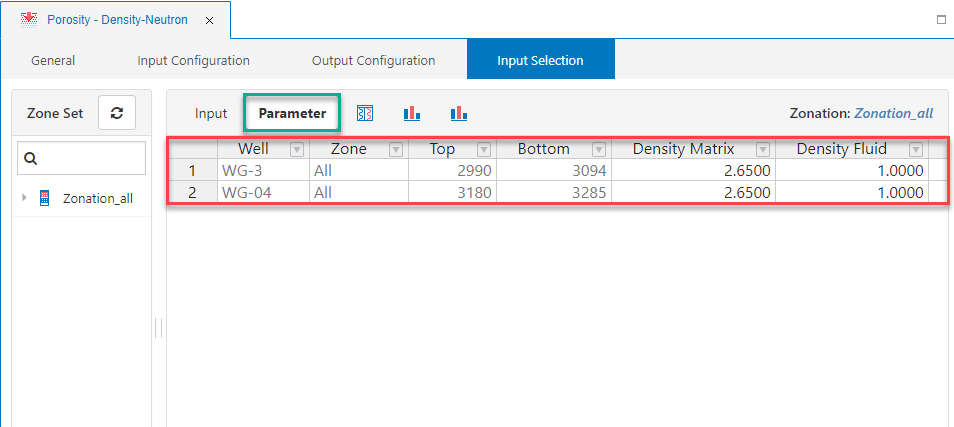 Porosity - Density-Neutron ×
General Input Configuration Output Configuration Input Selection
Zone Set
Input Parameter Zonation: Zonation_all
Well Zone Top Bottom Density Matrix Density Fluid
1 WG-3 All 2990 3094 2.6500 1.0000
2 WG-04 All 3180 3285 2.6500 1.0000
Zonation_all